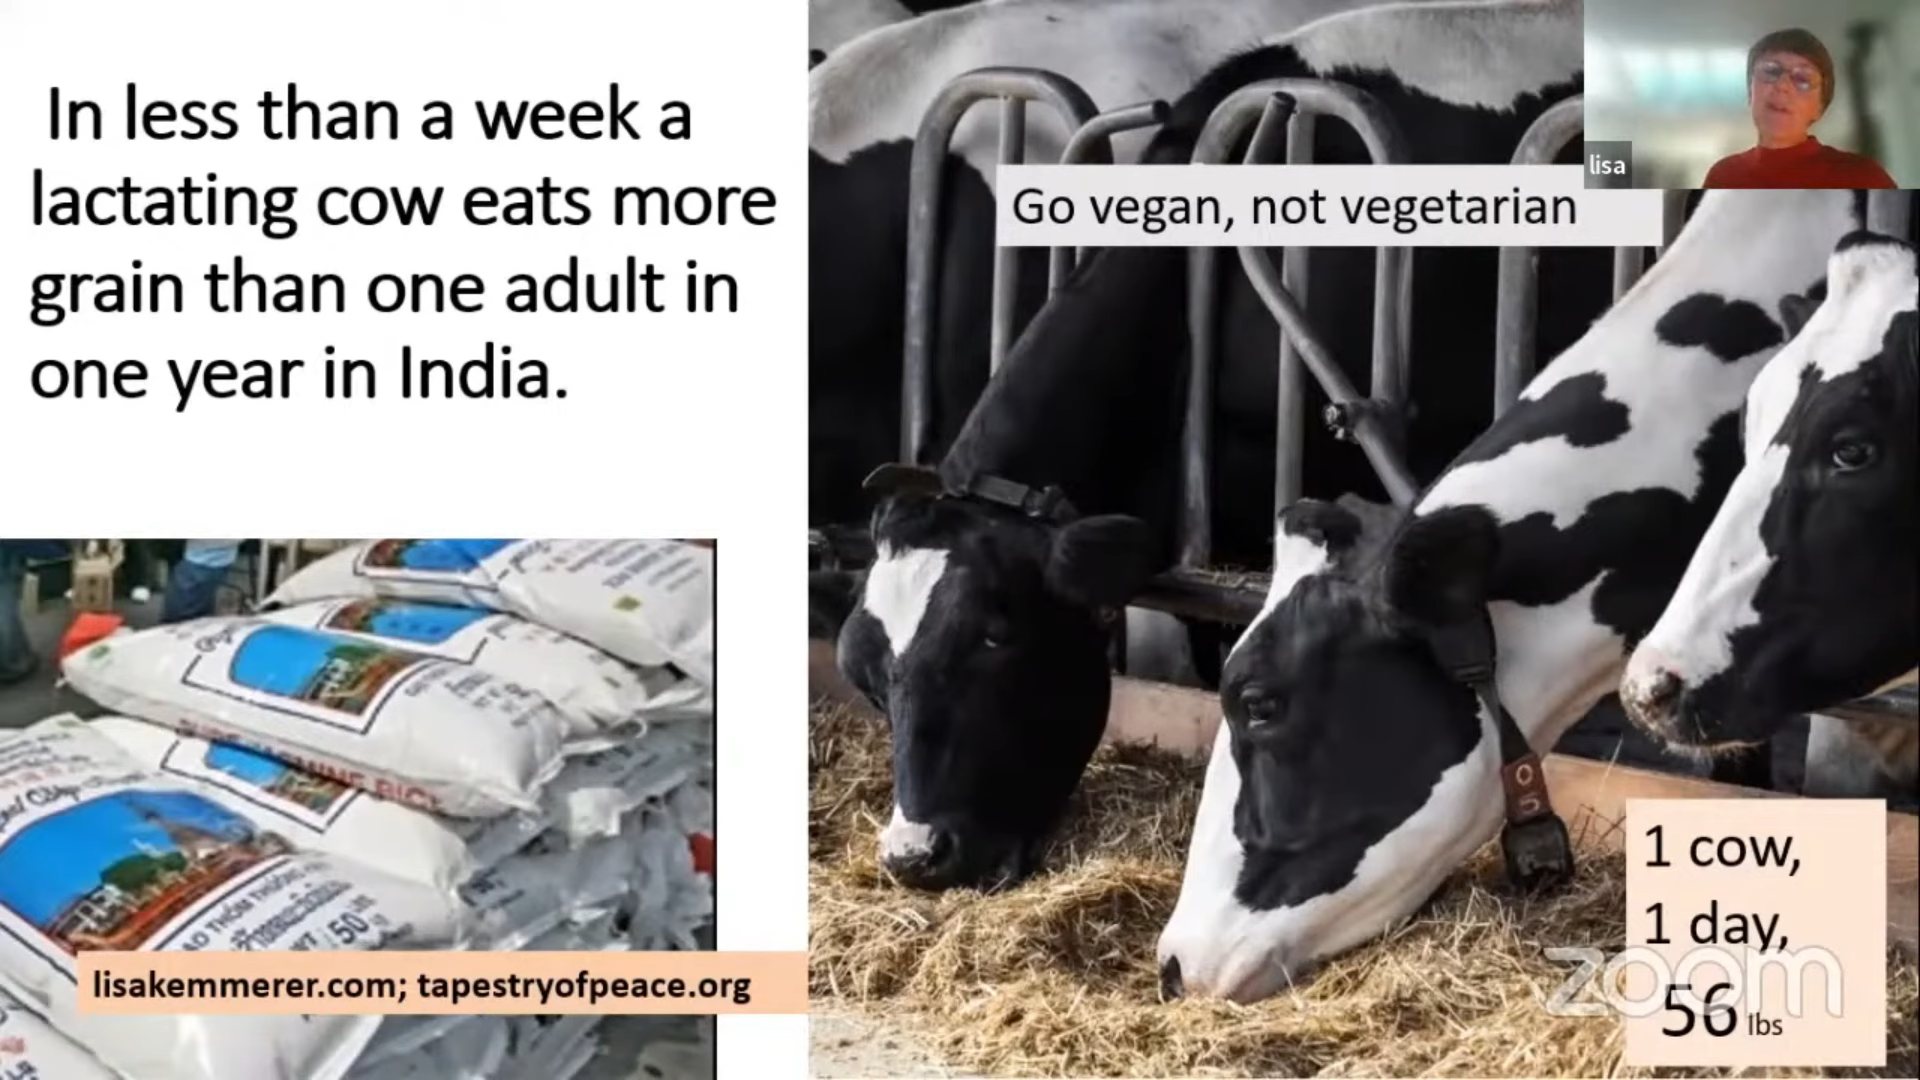 In less than a week a
lactating cow eats more
grain than one adult in
one year in India.
Go vegan, not vegetarian
lisa
lisakemmerer.com; tapestryofpeace.org
1 cow,
1 day,
56 lbs
zoom
50